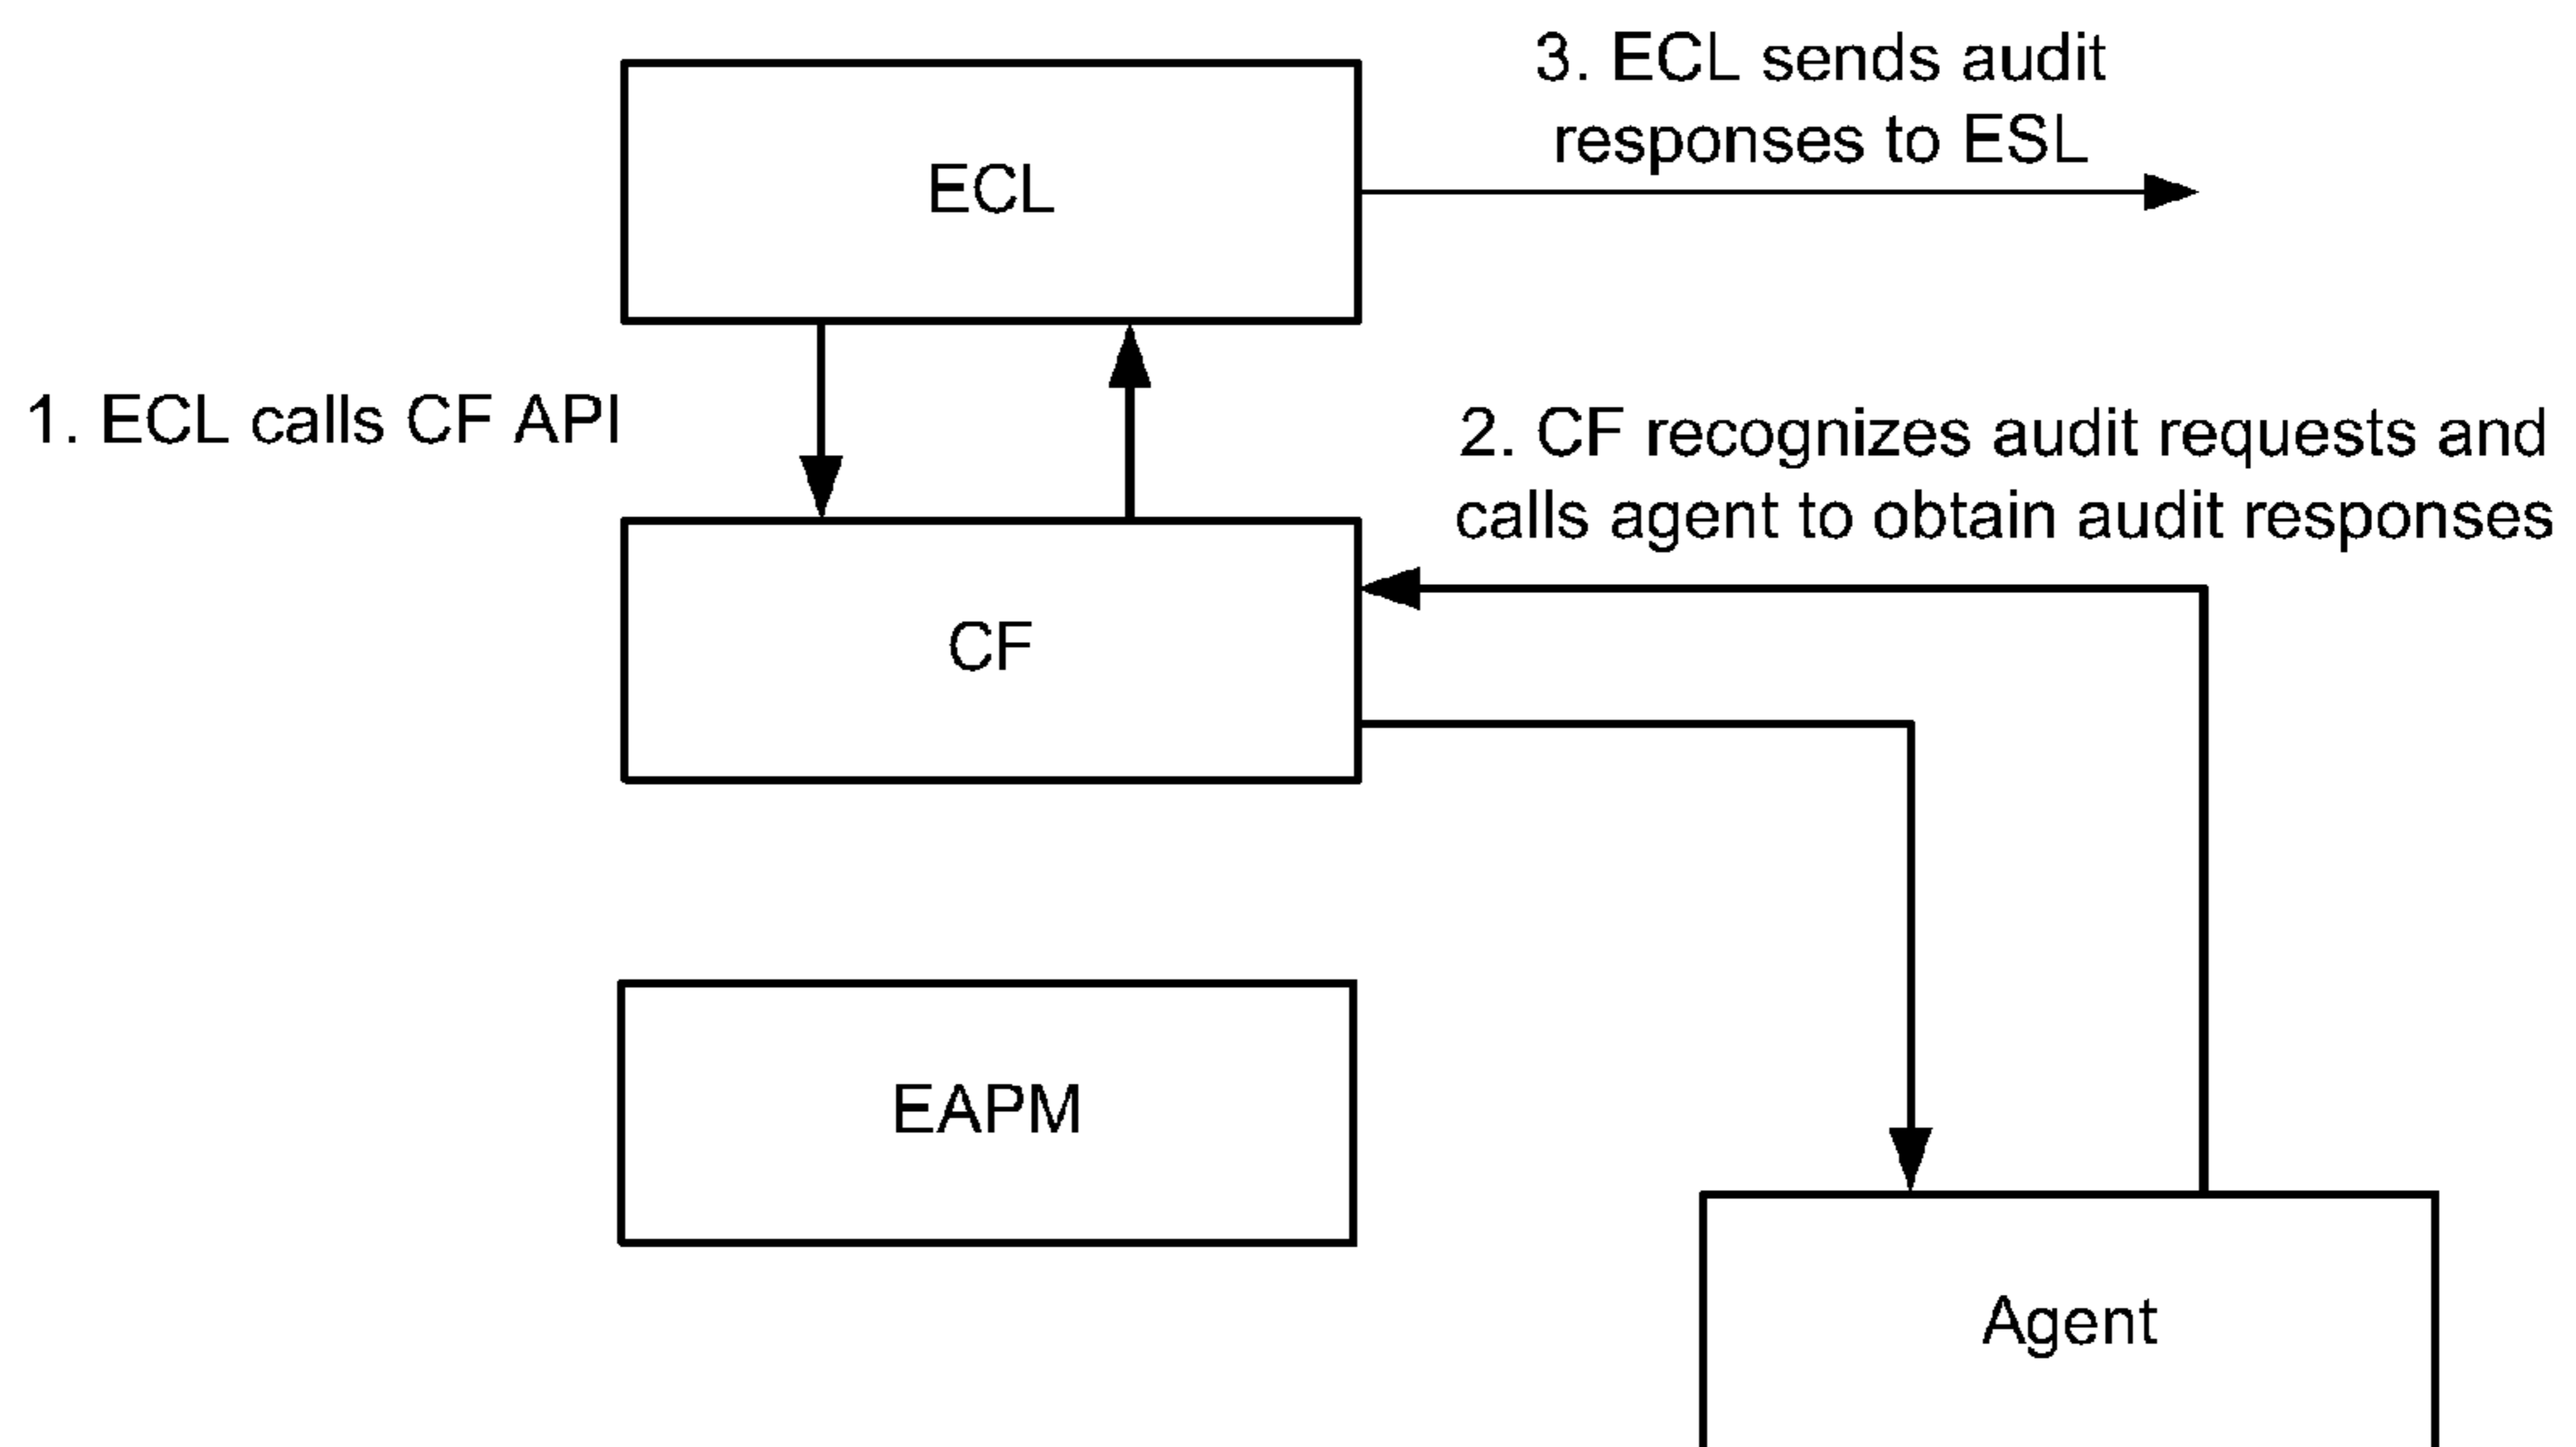 3. ECL sends audit
responses to ESL
ECL
1. ECL calls CF API
2. CF recognizes audit requests and
calls agent to obtain audit responses
CF
EAPM
Agent